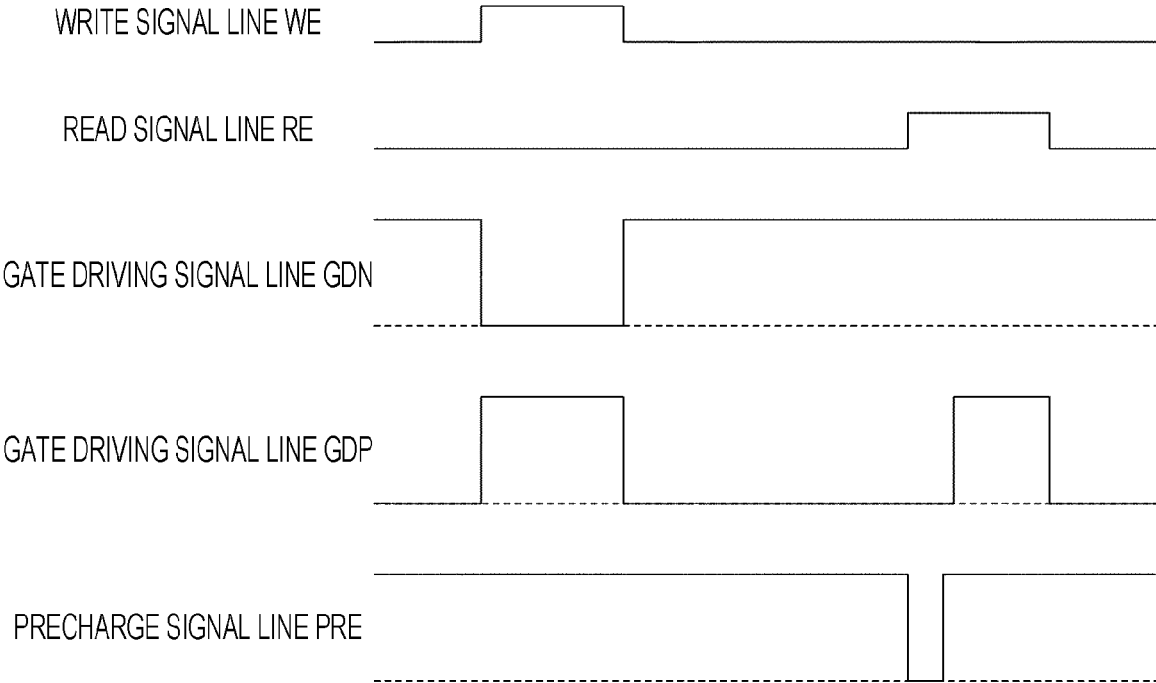 WRITE SIGNAL LINE WE
READ SIGNAL LINE RE
GATE DRIVING SIGNAL LINE GDN
GATE DRIVING SIGNAL LINE GDP
PRECHARGE SIGNAL LINE PRE